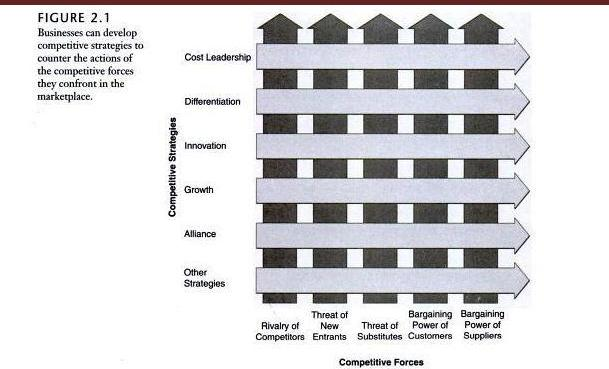 FIGURE 2.1
Businesses can develop
competitive strategies to
counter the actions of
the competitive forces
they confront in the
marketplace.
Competitive Strategies
Cost Leadership
Differentiation
Innovation
Growth
Alliance
Other
Strategies
Rivalry of
Competitors
Threat of
New
Entrants
Threat of
Substitutes
Bargaining
Power of
Customers
Bargaining
Power of
Suppliers
Competitive Forces